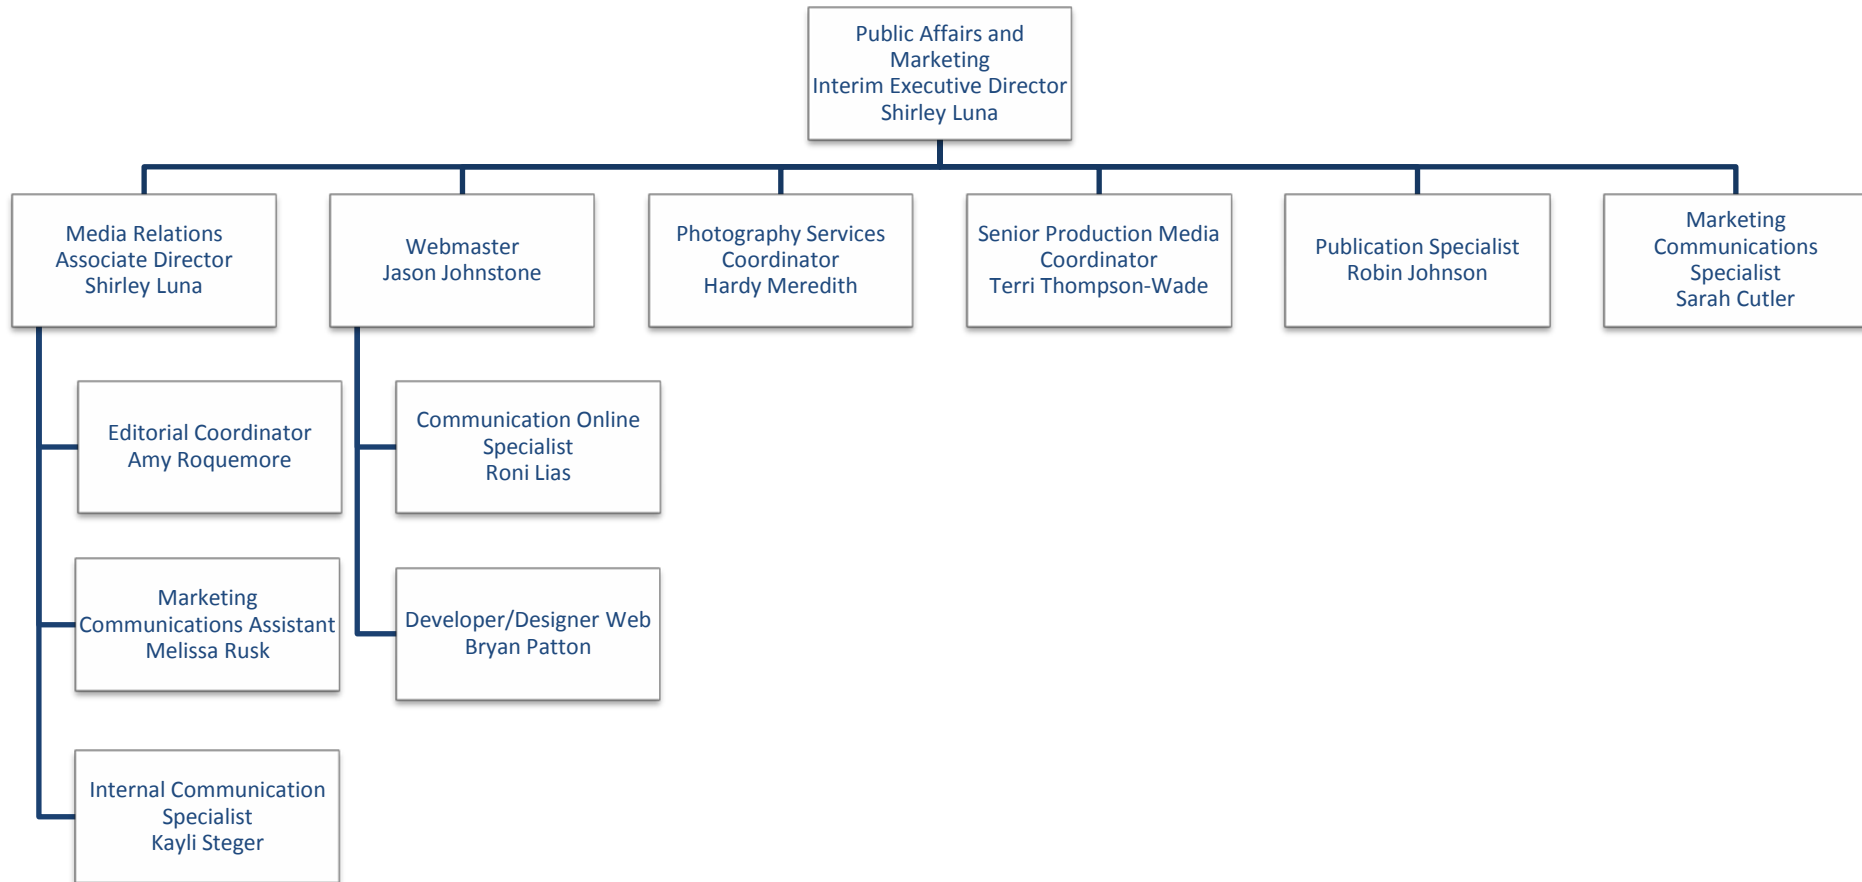 Public Affairs and
Marketing
Interim Executive Director
Shirley Luna
Media Relations
Associate Director
Shirley Luna
Webmaster
Jason Johnstone
Photography Services
Coordinator
Hardy Meredith
Senior Production Media
Coordinator
Terri Thompson-Wade
Publication Specialist
Robin Johnson
Marketing
Communications
Specialist
Sarah Cutler
Editorial Coordinator
Amy Roquemore
Communication Online
Specialist
Roni Lias
Marketing
Communications Assistant
Melissa Rusk
Developer/Designer Web
Bryan Patton
Internal Communication
Specialist
Kayli Steger